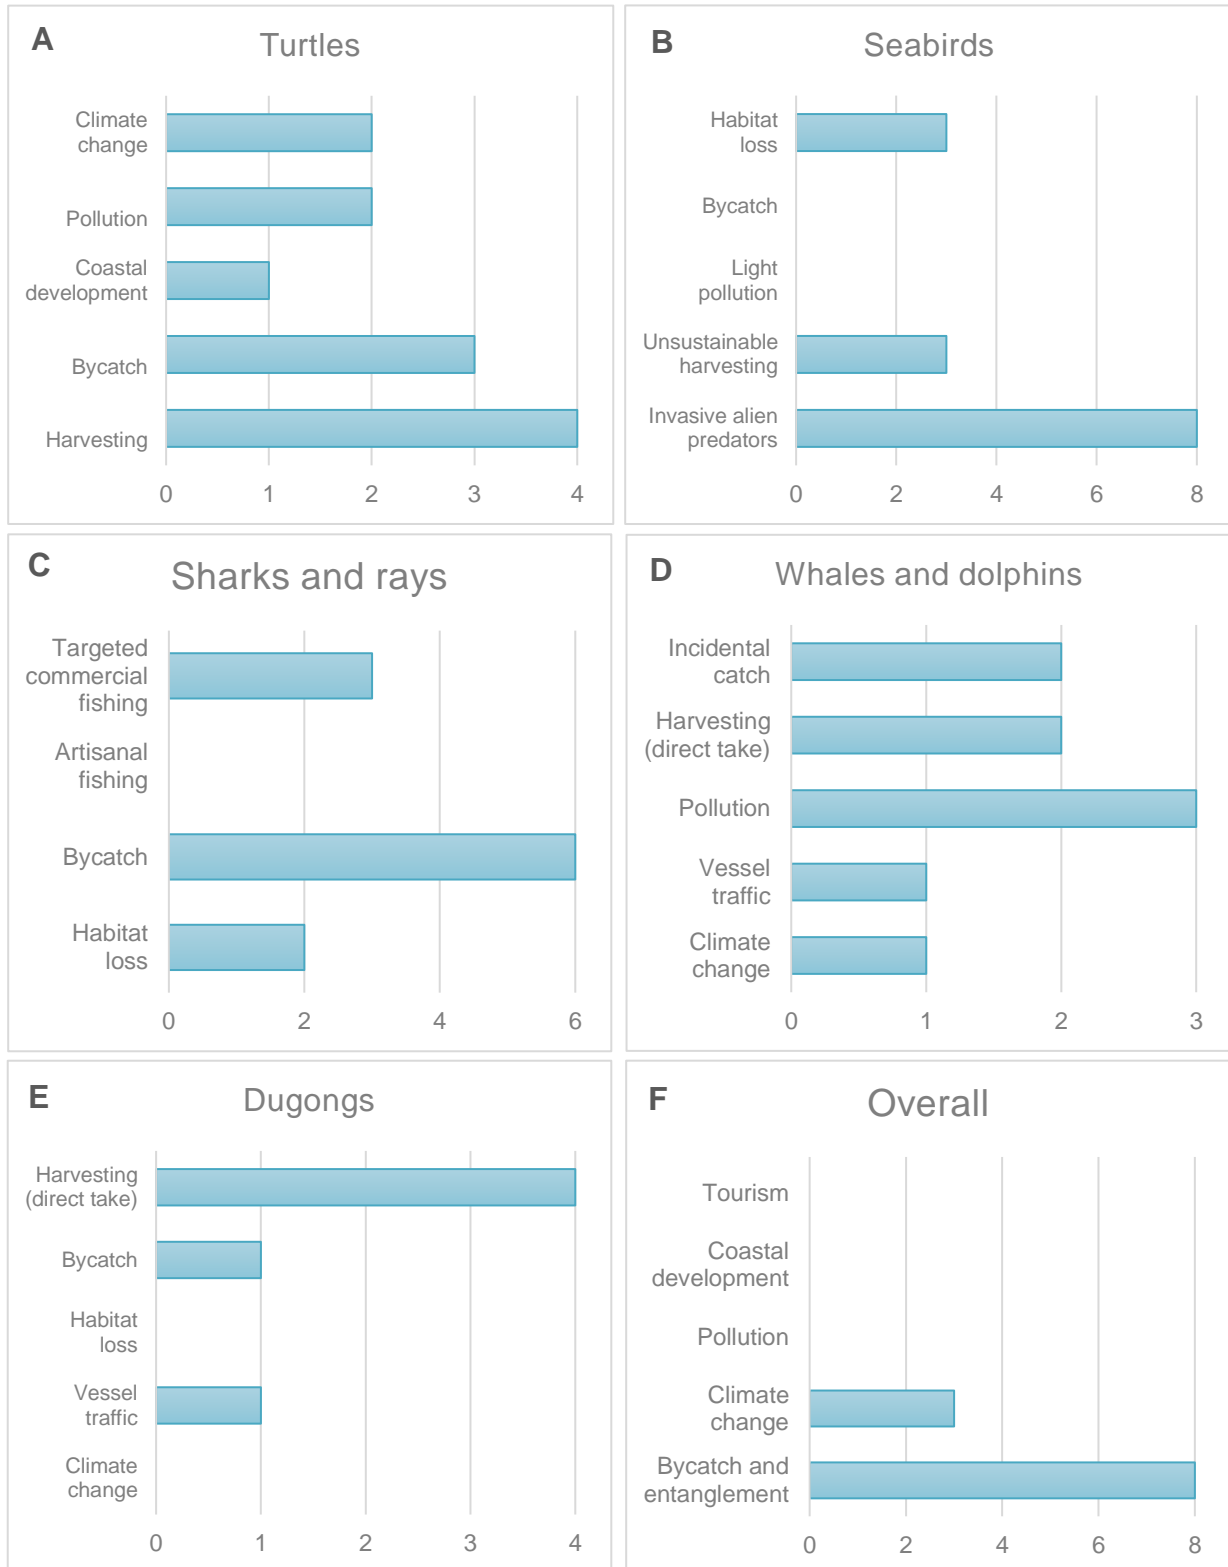 A
Turtles
Climate
change
Pollution
Coastal
development
Bycatch
Harvesting
0 1 2 3 4
B
Seabirds
Habitat
loss
Bycatch
Light
pollution
Unsustainable
harvesting
Invasive alien
predators
0 2 4 6 8
C
Sharks and rays
Targeted
commercial
fishing
Artisanal
fishing
Bycatch
Habitat
loss
0 2 4 6
D
Whales and dolphins
Incidental
catch
Harvesting
(direct take)
Pollution
Vessel
traffic
Climate
change
0 1 2 3
E
Dugongs
Harvesting
(direct take)
Bycatch
Habitat
loss
Vessel
traffic
Climate
change
0 1 2 3 4
F
Overall
Tourism
Coastal
development
Pollution
Climate
change
Bycatch and
entanglement
0 2 4 6 8